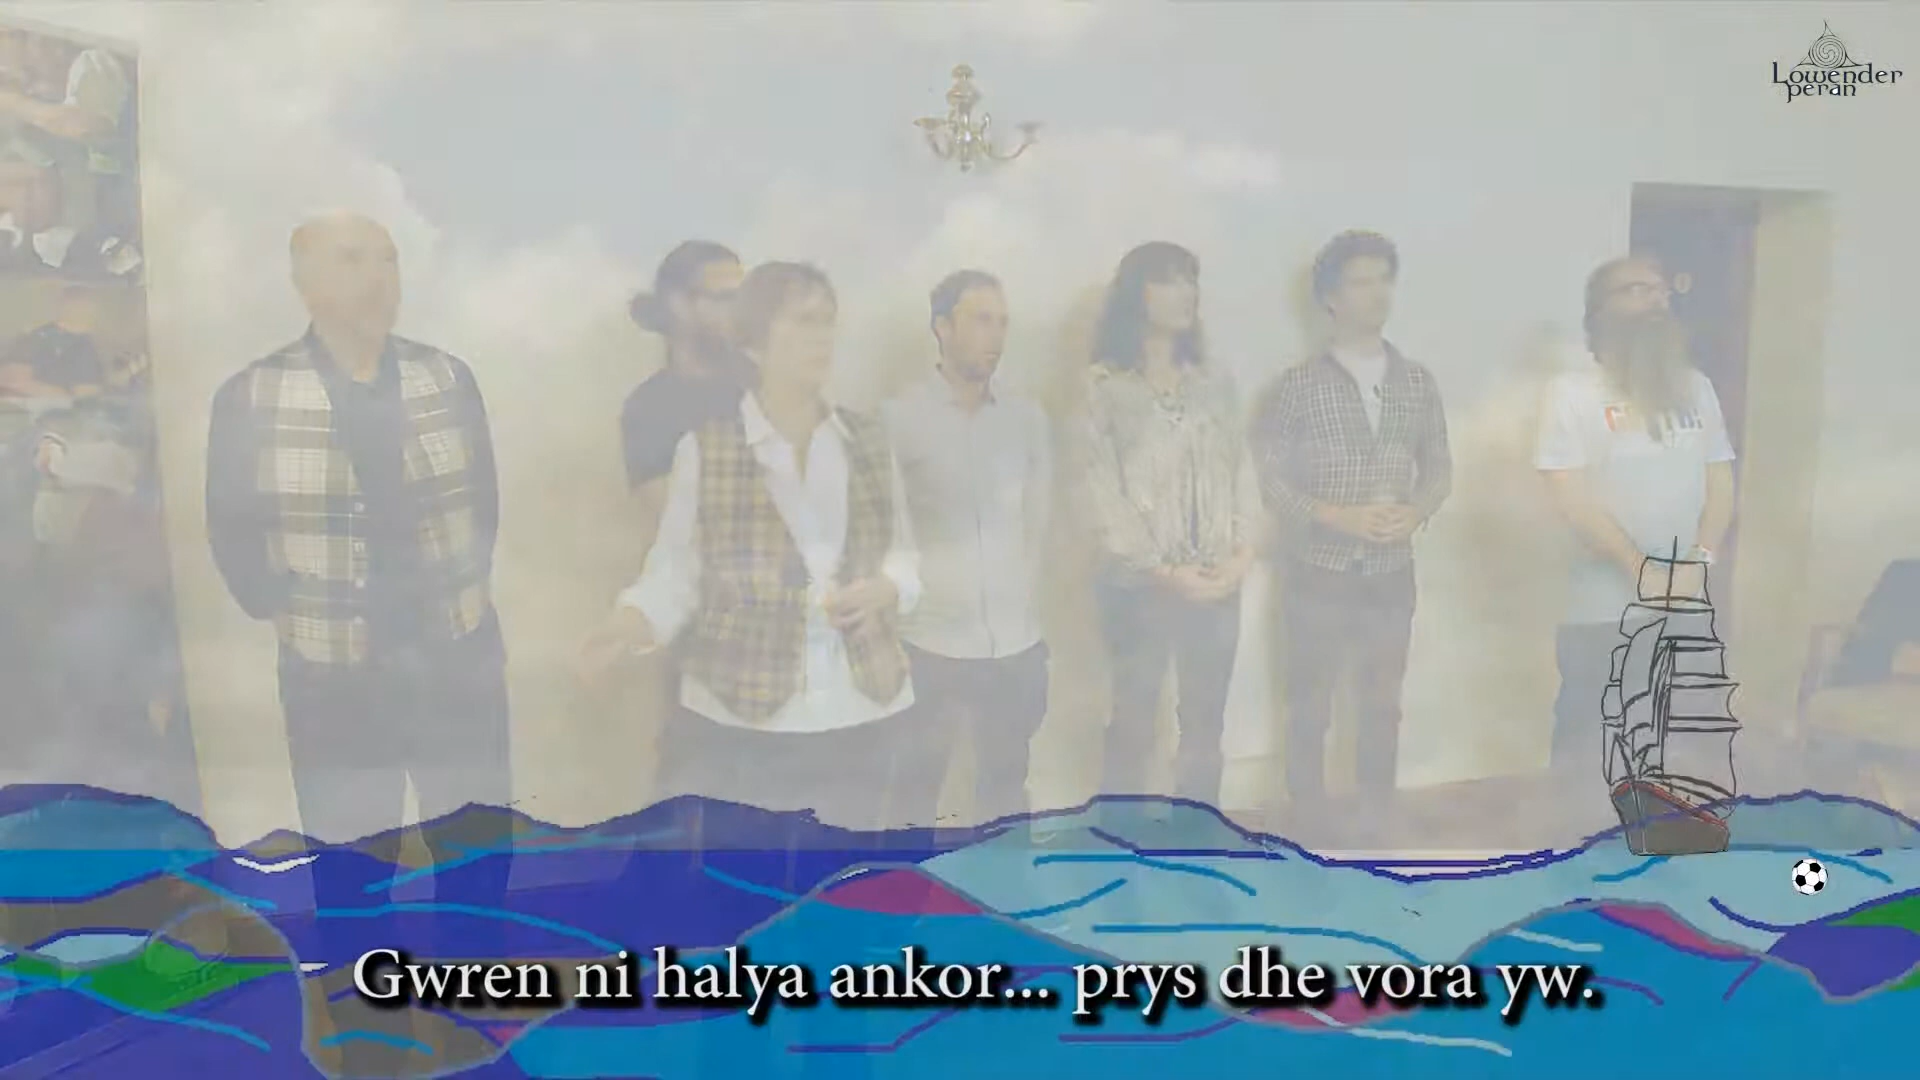 Lowender
peran
Gwren ni halya ankor... prys dhe vora yw.